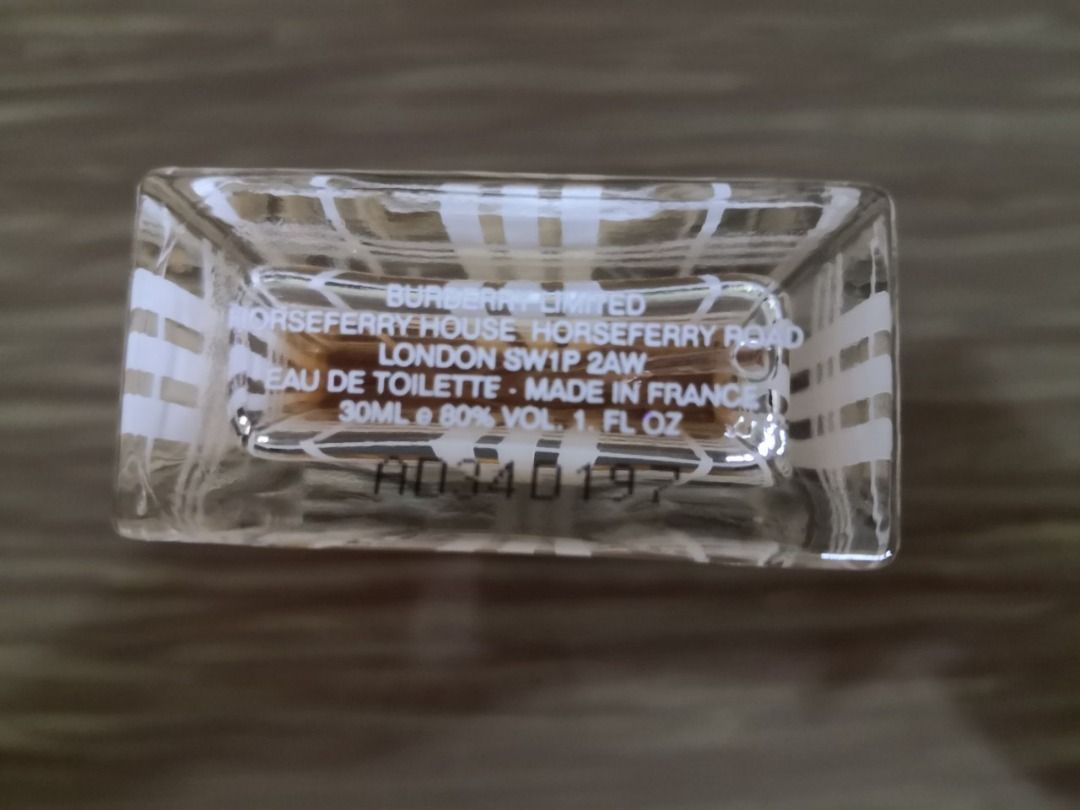 BURBERRY LIMITED
HORSEFERRY HOUSE HORSEFERRY ROAD
LONDON SW1P 2AW
EAU DE TOILETTE - MADE IN FRANCE
30ML e 80% VOL. 1. FL OZ
AD34D197